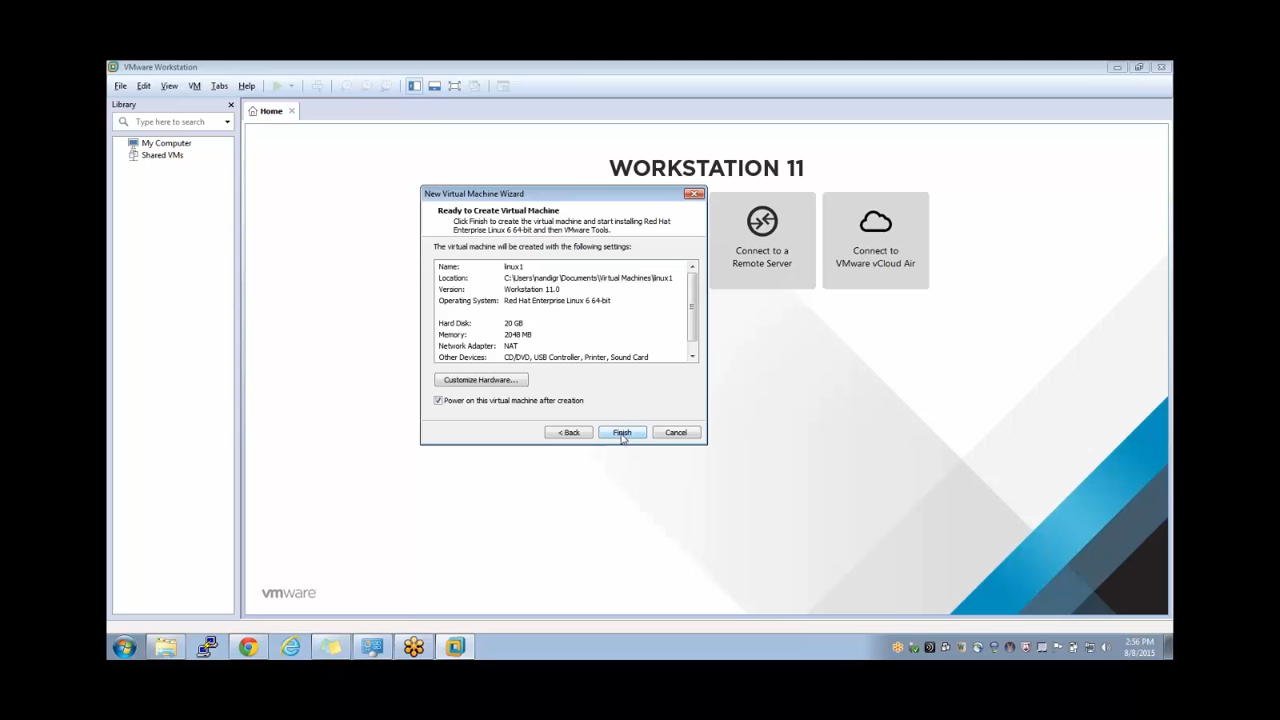 VMware Workstation
File Edit View VM Tabs Help
Library
Type here to search
My Computer
Shared VMs
Home
WORKSTATION 11
Connect to a
Remote Server
Connect to
VMware vCloud Air
New Virtual Machine Wizard
Ready to Create Virtual Machine
Click Finish to create the virtual machine and start installing Red Hat
Enterprise Linux 6 64-bit and then VMware Tools.
The virtual machine will be created with the following settings:
Name: linux1
Location: C:\Users\nandigr\Documents\Virtual Machines\linux1
Version: Workstation 11.0
Operating System: Red Hat Enterprise Linux 6 64-bit
Hard Disk: 20 GB
Memory: 2048 MB
Network Adapter: NAT
Other Devices: CD/DVD, USB Controller, Printer, Sound Card
Customize Hardware...
Power on this virtual machine after creation
< Back Finish Cancel
vmware
2:56 PM
8/8/2015